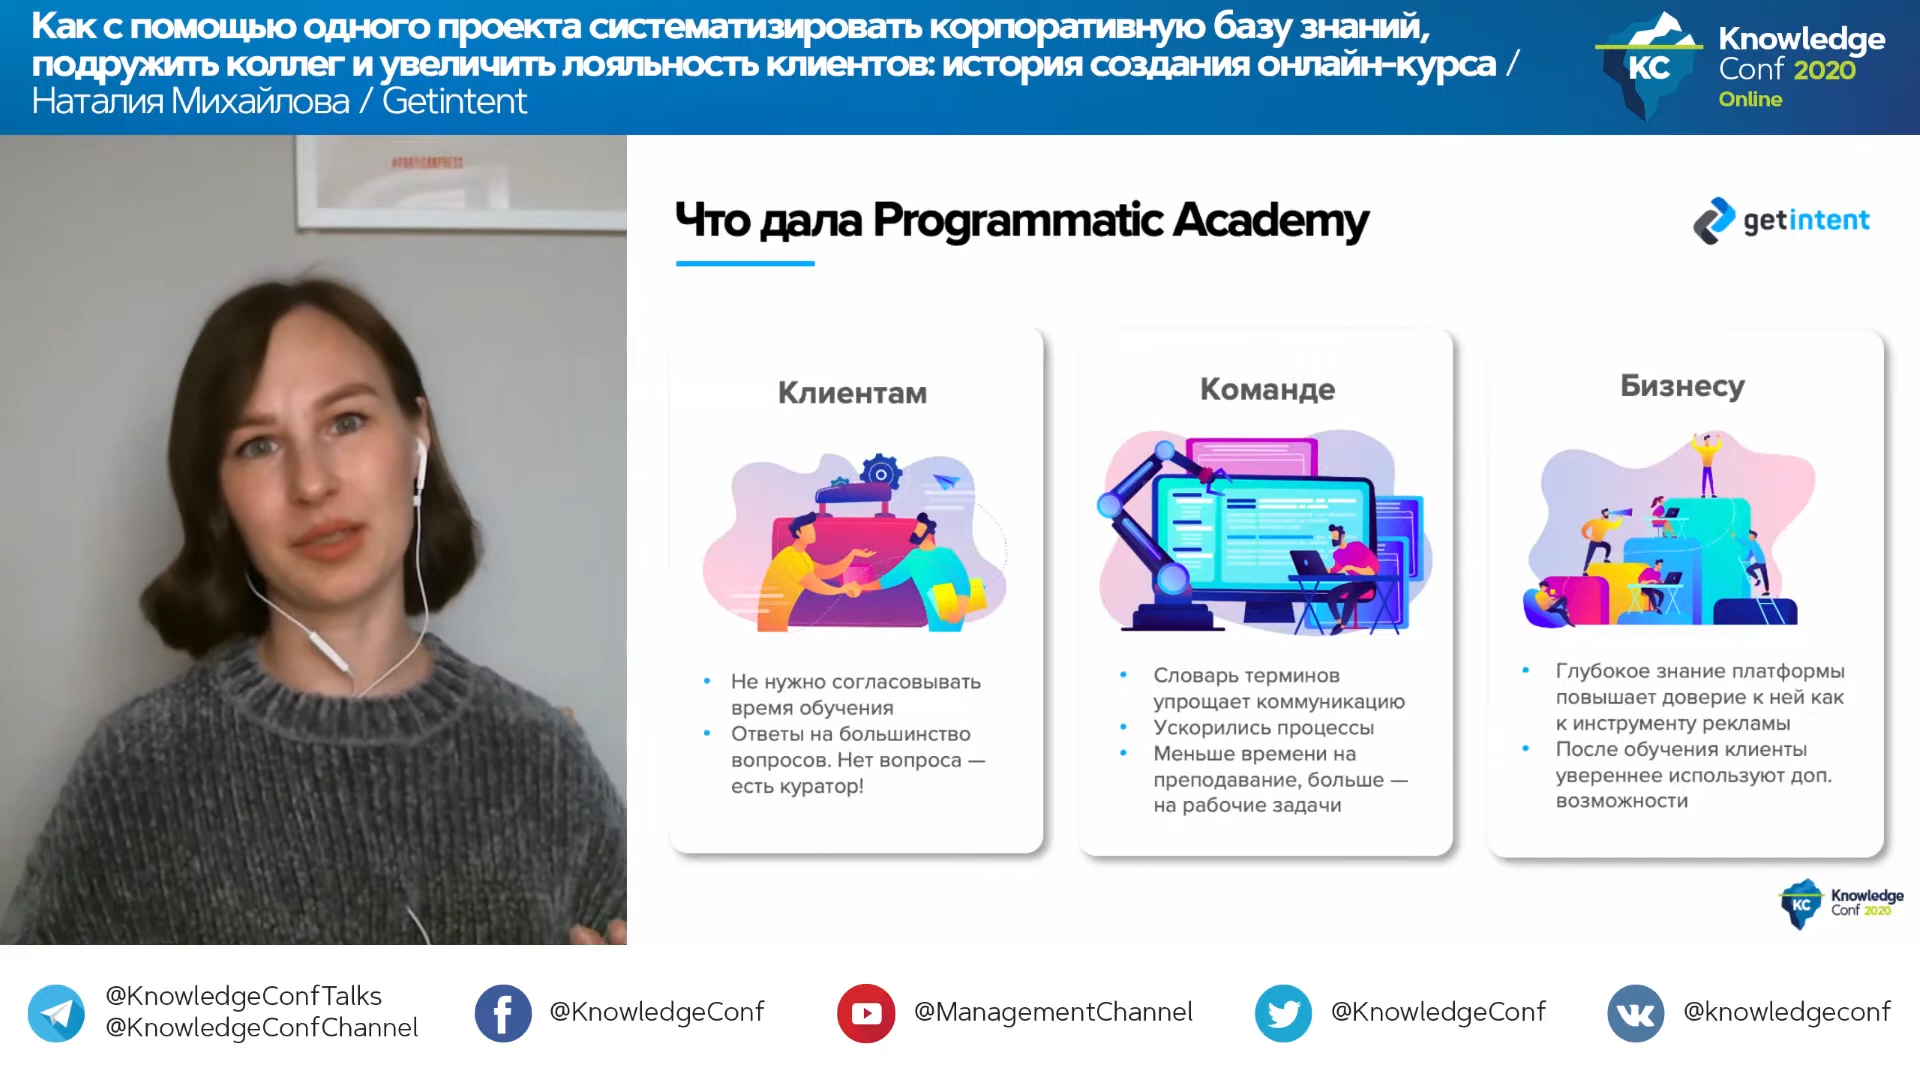 Как с помощью одного проекта систематизировать корпоративную базу знаний,
подружить коллег и увеличить лояльность клиентов: история создания онлайн-курса /
Наталия Михайлова / Getintent
KC
Knowledge
Conf 2020
Online
#PARTISANPRESS
Что дала Programmatic Academy
getintent
Клиентам
Не нужно согласовывать
время обучения
Ответы на большинство
вопросов. Нет вопроса —
есть куратор!
Команде
Словарь терминов
упрощает коммуникацию
Ускорились процессы
Меньше времени на
преподавание, больше —
на рабочие задачи
Бизнесу
Глубокое знание платформы
повышает доверие к ней как
к инструменту рекламы
После обучения клиенты
увереннее используют доп.
возможности
KC
Knowledge
Conf 2020
@KnowledgeConfTalks
@KnowledgeConfChannel
@KnowledgeConf
@ManagementChannel
@KnowledgeConf
@knowledgeconf